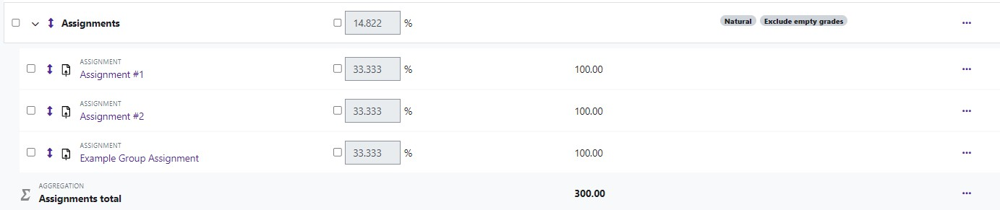 Assignments 14.822 % Natural Exclude empty grades
ASSIGNMENT
Assignment #1 33.333 % 100.00
ASSIGNMENT
Assignment #2 33.333 % 100.00
ASSIGNMENT
Example Group Assignment 33.333 % 100.00
AGGREGATION
Assignments total 300.00